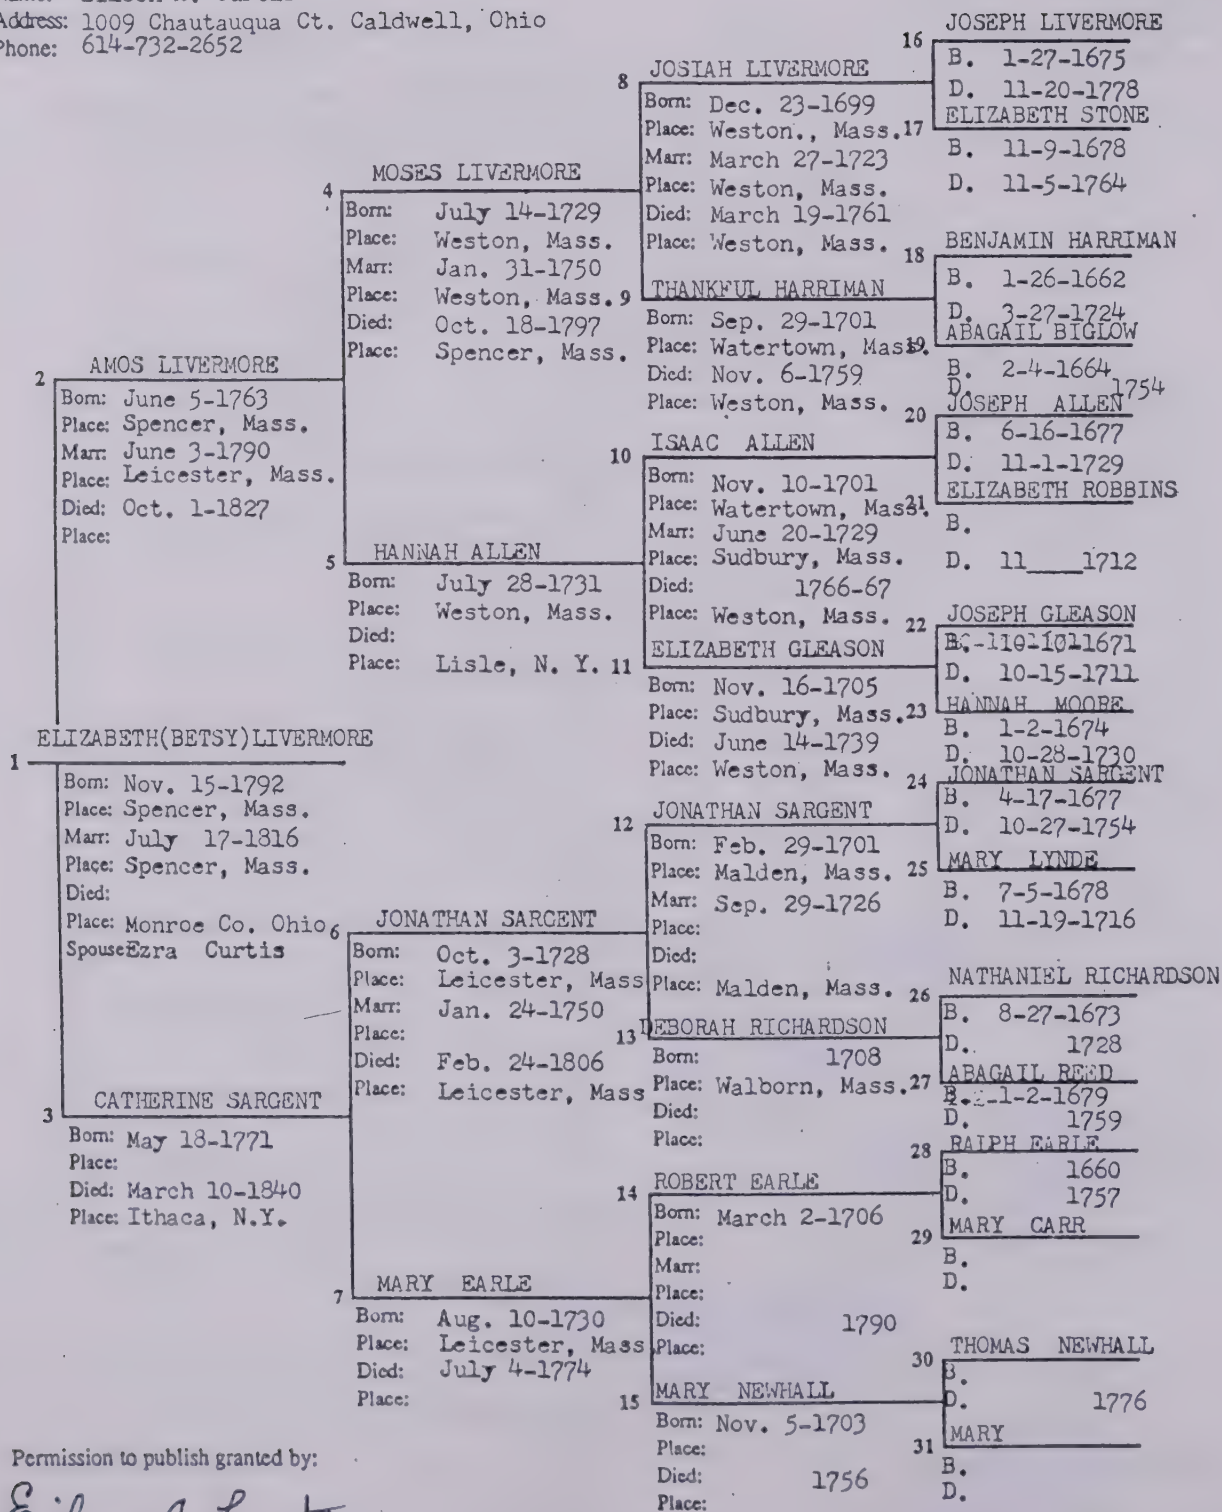 Address: 1009 Chautauqua Ct. Caldwell, Ohio
Phone: 614-732-2652
1
ELIZABETH(BETSY)LIVERMORE
Born: Nov. 15-1792
Place: Spencer, Mass.
Marr: July 17-1816
Place: Spencer, Mass.
Died:
Place: Monroe Co. Ohio
Spouse Ezra Curtis
2
AMOS LIVERMORE
Born: June 5-1763
Place: Spencer, Mass.
Marr: June 3-1790
Place: Leicester, Mass.
Died: Oct. 1-1827
Place:
3
CATHERINE SARGENT
Born: May 18-1771
Place:
Died: March 10-1840
Place: Ithaca, N.Y.
4
MOSES LIVERMORE
Born: July 14-1729
Place: Weston, Mass.
Marr: Jan. 31-1750
Place: Weston, Mass.
Died: Oct. 18-1797
Place: Spencer, Mass.
5
HANNAH ALLEN
Born: July 28-1731
Place: Weston, Mass.
Died:
Place: Lisle, N. Y.
6
JONATHAN SARGENT
Born: Oct. 3-1728
Place: Leicester, Mass
Marr: Jan. 24-1750
Place:
Died: Feb. 24-1806
Place: Leicester, Mass
7
MARY EARLE
Born: Aug. 10-1730
Place: Leicester, Mass
Died: July 4-1774
Place:
8
JOSIAH LIVERMORE
Born: Dec. 23-1699
Place: Weston., Mass.
Marr: March 27-1723
Place: Weston, Mass.
Died: March 19-1761
Place: Weston, Mass.
9
THANKFUL HARRIMAN
Born: Sep. 29-1701
Place: Watertown, Mass.
Died: Nov. 6-1759
Place: Weston, Mass.
10
ISAAC ALLEN
Born: Nov. 10-1701
Place: Watertown, Mass.
Marr: June 20-1729
Place: Sudbury, Mass.
Died: 1766-67
Place: Weston, Mass.
11
ELIZABETH GLEASON
Born: Nov. 16-1705
Place: Sudbury, Mass.
Died: June 14-1739
Place: Weston, Mass.
12
JONATHAN SARGENT
Born: Feb. 29-1701
Place: Malden, Mass.
Marr: Sep. 29-1726
Place:
Died:
Place: Malden, Mass.
13
DEBORAH RICHARDSON
Born: 1708
Place: Walborn, Mass.
Died:
Place:
14
ROBERT EARLE
Born: March 2-1706
Place:
Marr:
Place:
Died: 1790
Place:
15
MARY NEWHALL
Born: Nov. 5-1703
Place:
Died: 1756
Place:
16
JOSEPH LIVERMORE
B. 1-27-1675
D. 11-20-1778
17
ELIZABETH STONE
B. 11-9-1678
D. 11-5-1764
18
BENJAMIN HARRIMAN
B. 1-26-1662
D. 3-27-1724
19
ABAGAIL BIGLOW
B. 2-4-1664
D. 1754
20
JOSEPH ALLEN
B. 6-16-1677
D. 11-1-1729
21
ELIZABETH ROBBINS
B.
D. 11___1712
22
JOSEPH GLEASON
1671
D. 10-15-1711
23
HANNAH MOORE
B. 1-2-1674
D. 10-28-1730
24
JONATHAN SARGENT
B. 4-17-1677
D. 10-27-1754
25
MARY LYNDE
B. 7-5-1678
D. 11-19-1716
26
NATHANIEL RICHARDSON
B. 8-27-1673
D. 1728
27
ABAGAIL REED
1-2-1679
D. 1759
28
RALPH EARLE
B. 1660
D. 1757
29
MARY CARR
B.
D.
30
THOMAS NEWHALL
B.
D. 1776
31
MARY
B.
D.
Permission to publish granted by: